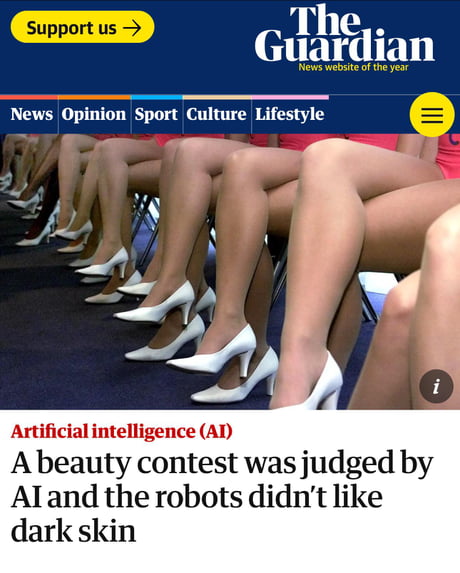 Support us →
The
Guardian
News website of the year
News Opinion Sport Culture Lifestyle
i
Artificial intelligence (AI)
A beauty contest was judged by
AI and the robots didn't like
dark skin